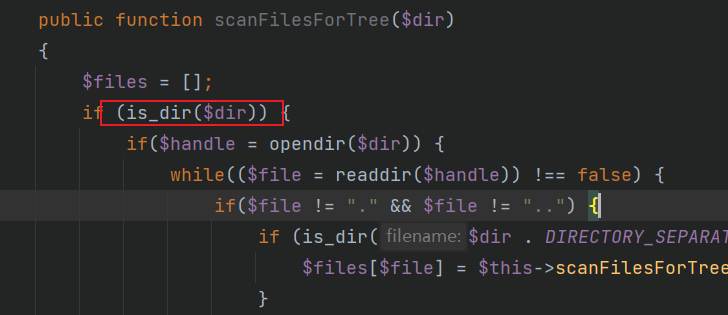 public function scanFilesForTree($dir)
{
$files = [];
if (is_dir($dir)) {
if($handle = opendir($dir)) {
while(($file = readdir($handle)) !== false) {
if($file != "." && $file != "..") {
if (is_dir( filename: $dir . DIRECTORY_SEPARAT
$files[$file] = $this->scanFilesForTree
}